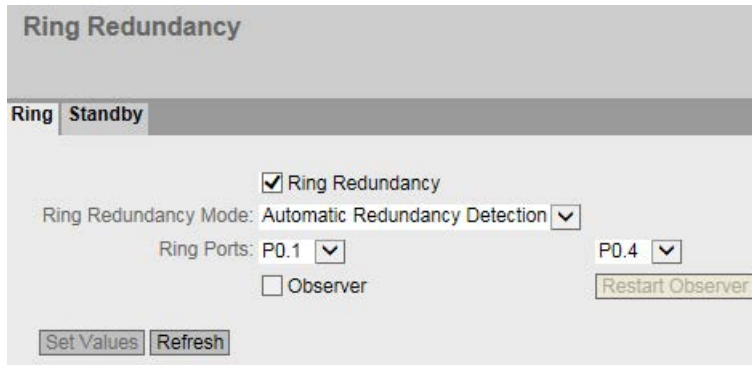 Ring Redundancy
Ring Standby
Ring Redundancy
Ring Redundancy Mode: Automatic Redundancy Detection
Ring Ports: P0.1 P0.4
Observer Restart Observer
Set Values Refresh